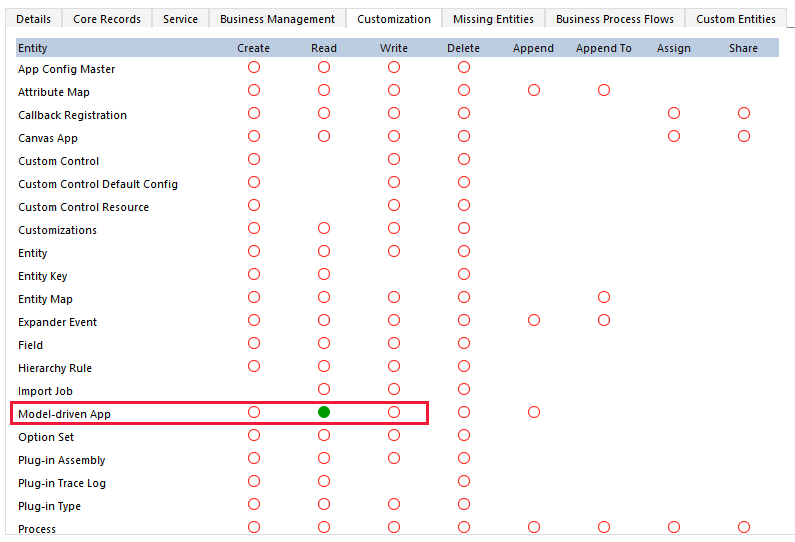 Details Core Records Service Business Management Customization Missing Entities Business Process Flows Custom Entities
Entity Create Read Write Delete Append Append To Assign Share
App Config Master
Attribute Map
Callback Registration
Canvas App
Custom Control
Custom Control Default Config
Custom Control Resource
Customizations
Entity
Entity Key
Entity Map
Expander Event
Field
Hierarchy Rule
Import Job
Model-driven App
Option Set
Plug-in Assembly
Plug-in Trace Log
Plug-in Type
Process